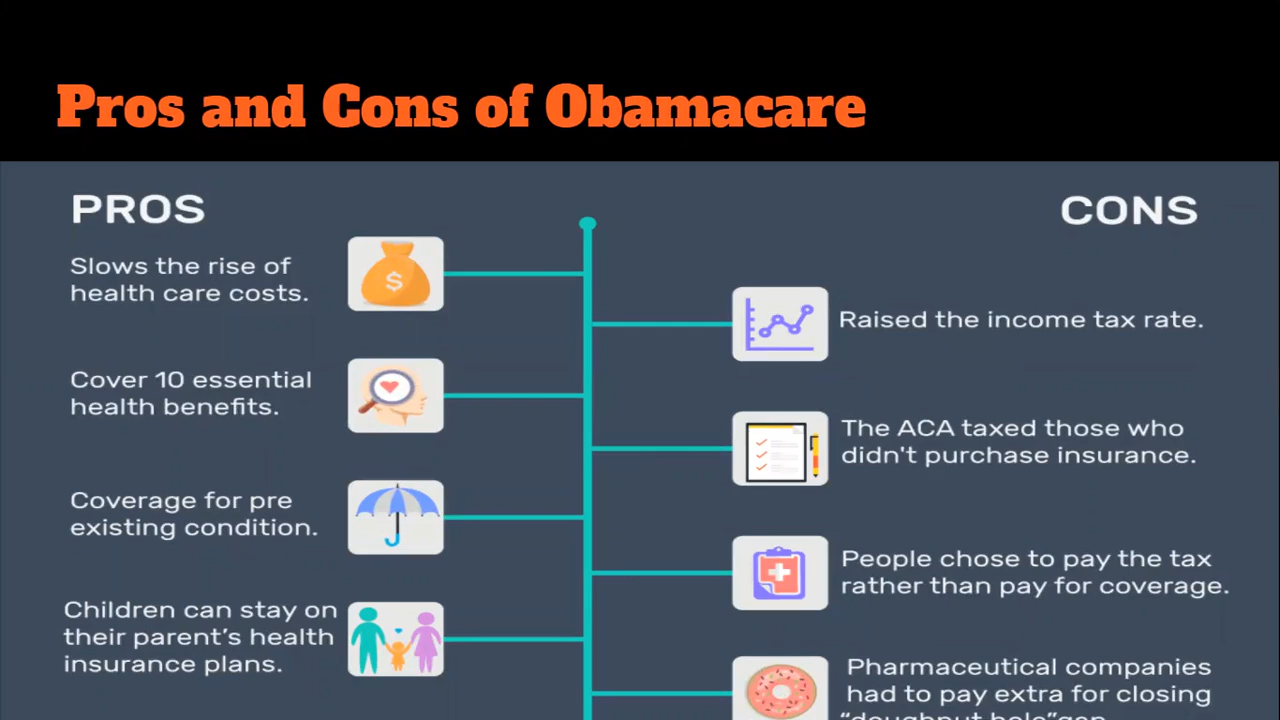 Pros and Cons of Obamacare
PROS
Slows the rise of
health care costs.
$
Cover 10 essential
health benefits.
Coverage for pre
existing condition.
Children can stay on
their parent's health
insurance plans.
CONS
Raised the income tax rate.
The ACA taxed those who
didn't purchase insurance.
People chose to pay the tax
rather than pay for coverage.
Pharmaceutical companies
had to pay extra for closing
"doughnut hole"gap